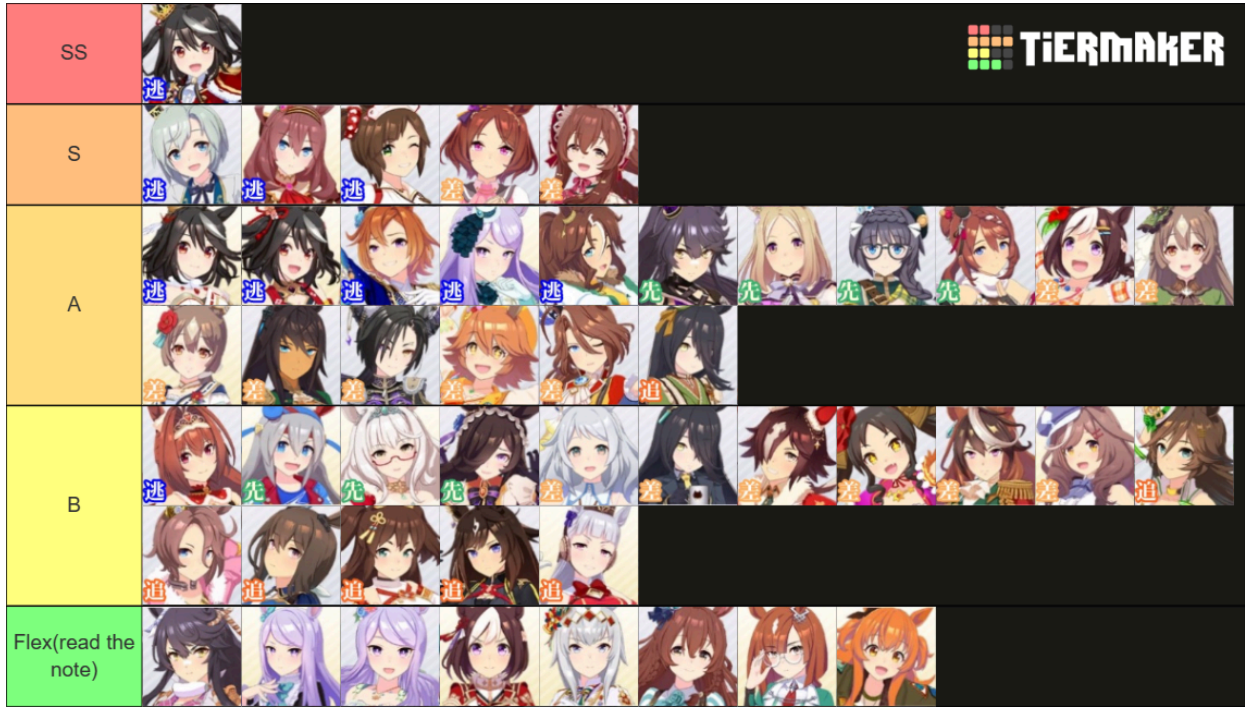 SS
TiERMAKER
逃
S
逃 逃 逃 差 差
A
逃 逃 逃 逃 逃 先 先 先 先 差 差
差 差 差 差 差 追
B
逃 先 先 先 差 差 差 差 差 差 追
追 追 追 追 追
Flex(read the
note)